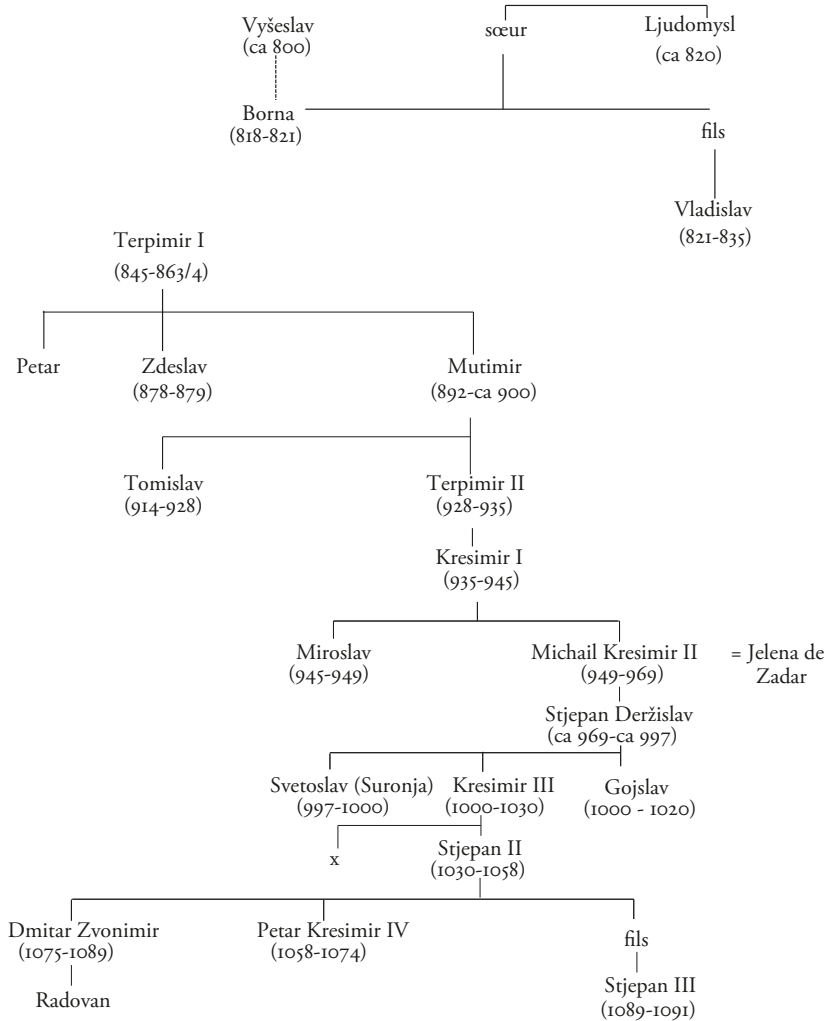 Vyšeslav
(ca 800)
sœur
Ljudomysl
(ca 820)
Borna
(818-821)
fils
Vladislav
(821-835)
Terpimir I
(845-863/4)
Petar
Zdeslav
(878-879)
Mutimir
(892-ca 900)
Tomislav
(914-928)
Terpimir II
(928-935)
Kresimir I
(935-945)
Miroslav
(945-949)
Michail Kresimir II
(949-969)
= Jelena de
Zadar
Stjepan Deržislav
(ca 969-ca 997)
Svetoslav (Suronja)
(997-1000)
Kresimir III
(1000-1030)
Gojslav
(1000 - 1020)
x
Stjepan II
(1030-1058)
Dmitar Zvonimir
(1075-1089)
Petar Kresimir IV
(1058-1074)
fils
Radovan
Stjepan III
(1089-1091)